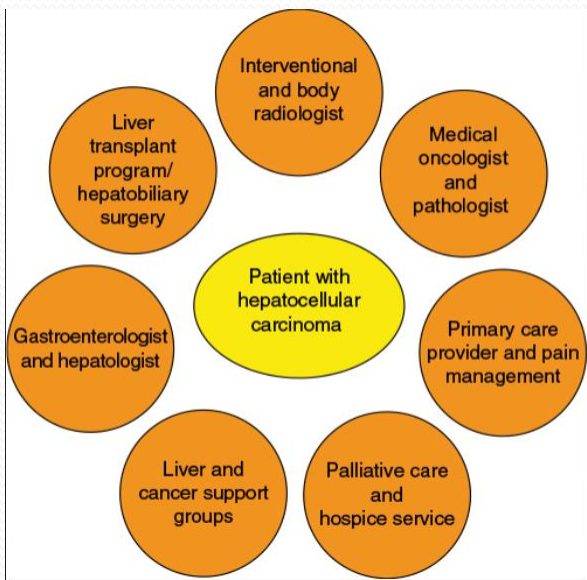 Interventional
and body
radiologist
Liver
transplant
program/
hepatobiliary
surgery
Medical
oncologist
and
pathologist
Patient with
hepatocellular
carcinoma
Gastroenterologist
and hepatologist
Primary care
provider and pain
management
Liver and
cancer support
groups
Palliative care
and
hospice service